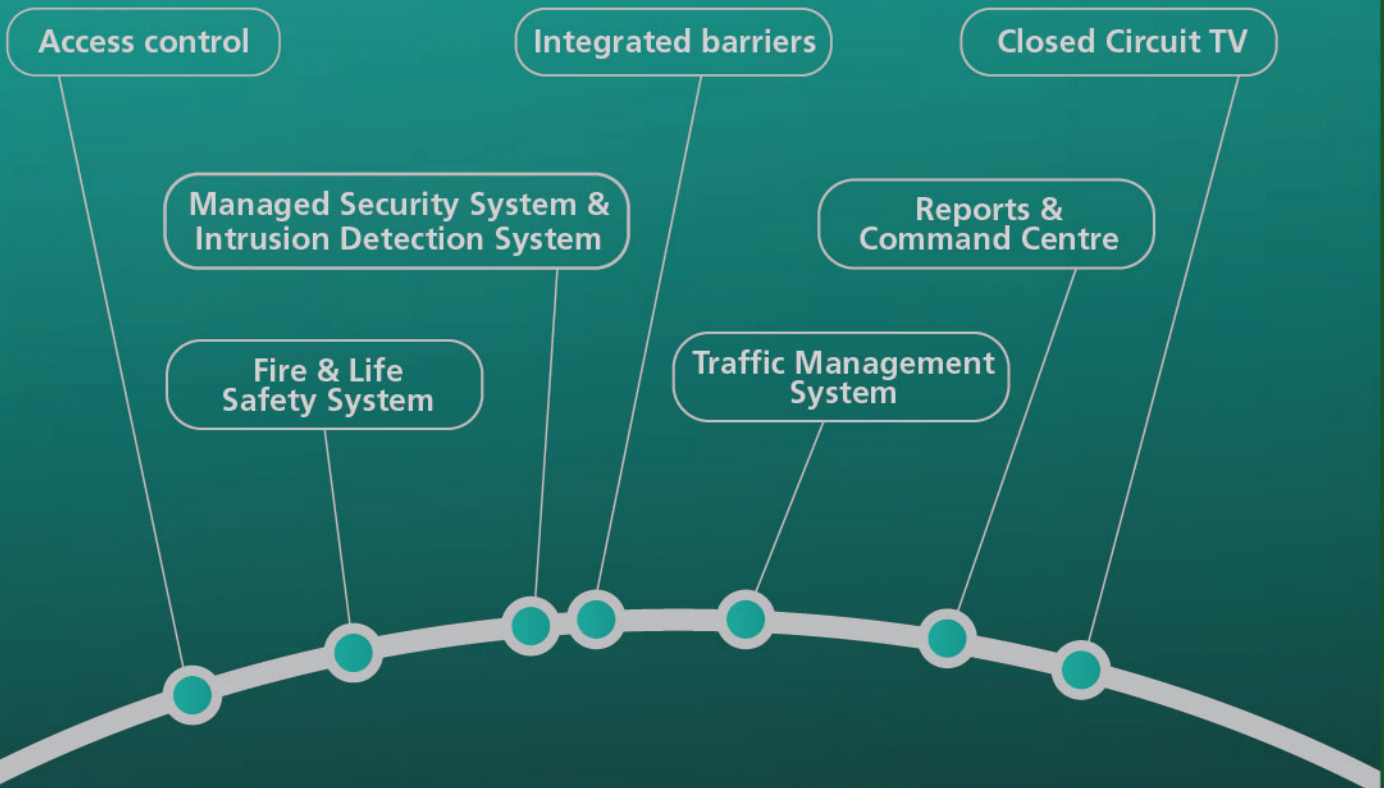 Access control
Integrated barriers
Closed Circuit TV
Managed Security System &
Intrusion Detection System
Reports &
Command Centre
Fire & Life
Safety System
Traffic Management
System